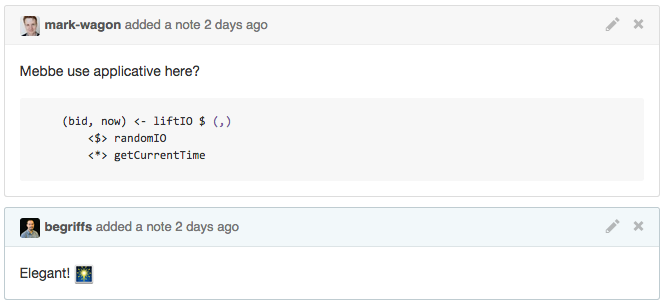 mark-wagon added a note 2 days ago
Mebbe use applicative here?
(bid, now) <- liftIO $ (,)
<$> randomIO
<*> getCurrentTime
begriffs added a note 2 days ago
Elegant!